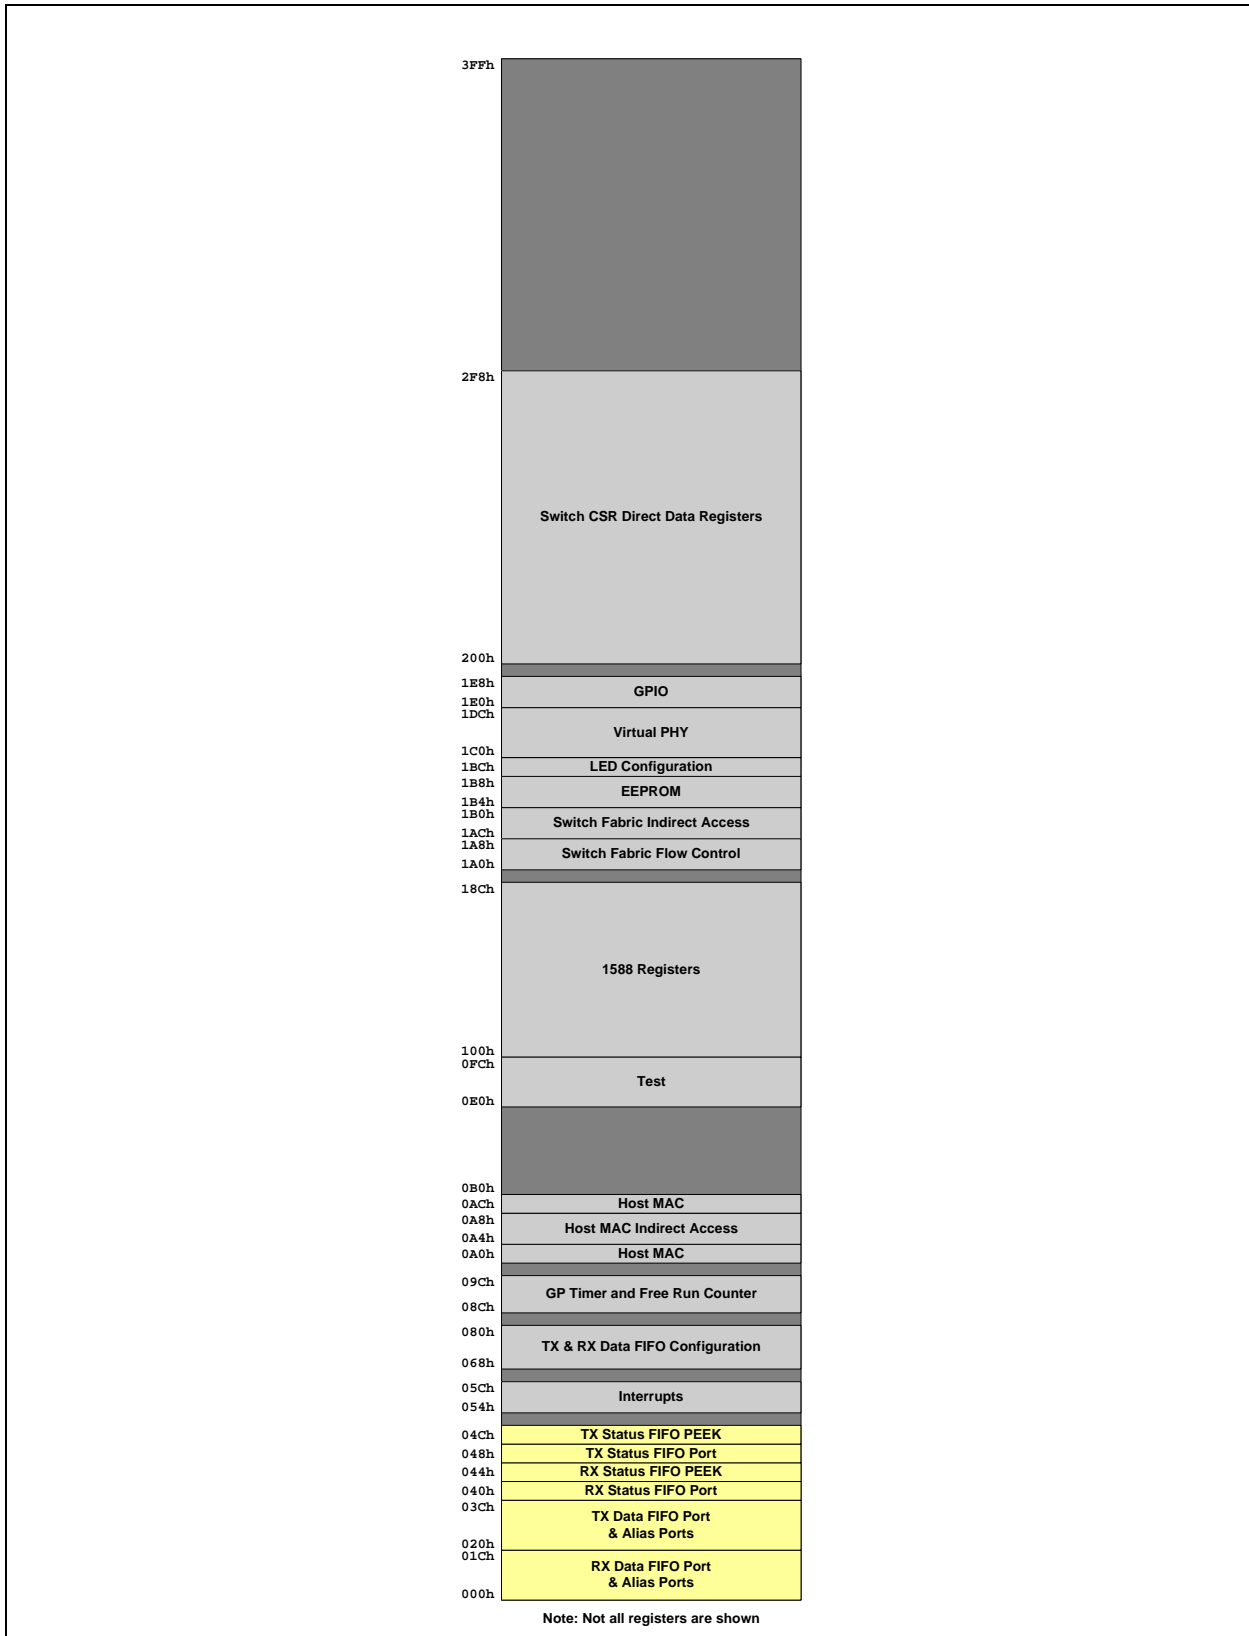 3FFh
2F8h
Switch CSR Direct Data Registers
200h
1E8h
GPIO
1E0h
1DCh
Virtual PHY
1C0h
1BCh
LED Configuration
1B8h
EEPROM
1B4h
1B0h
Switch Fabric Indirect Access
1ACh
1A8h
Switch Fabric Flow Control
1A0h
18Ch
1588 Registers
100h
0FCh
Test
0E0h
0B0h
0ACh
Host MAC
0A8h
Host MAC Indirect Access
0A4h
0A0h
Host MAC
09Ch
GP Timer and Free Run Counter
08Ch
080h
TX & RX Data FIFO Configuration
068h
05Ch
Interrupts
054h
04Ch
TX Status FIFO PEEK
048h
TX Status FIFO Port
044h
RX Status FIFO PEEK
040h
RX Status FIFO Port
03Ch
TX Data FIFO Port
& Alias Ports
020h
01Ch
RX Data FIFO Port
& Alias Ports
000h
Note: Not all registers are shown